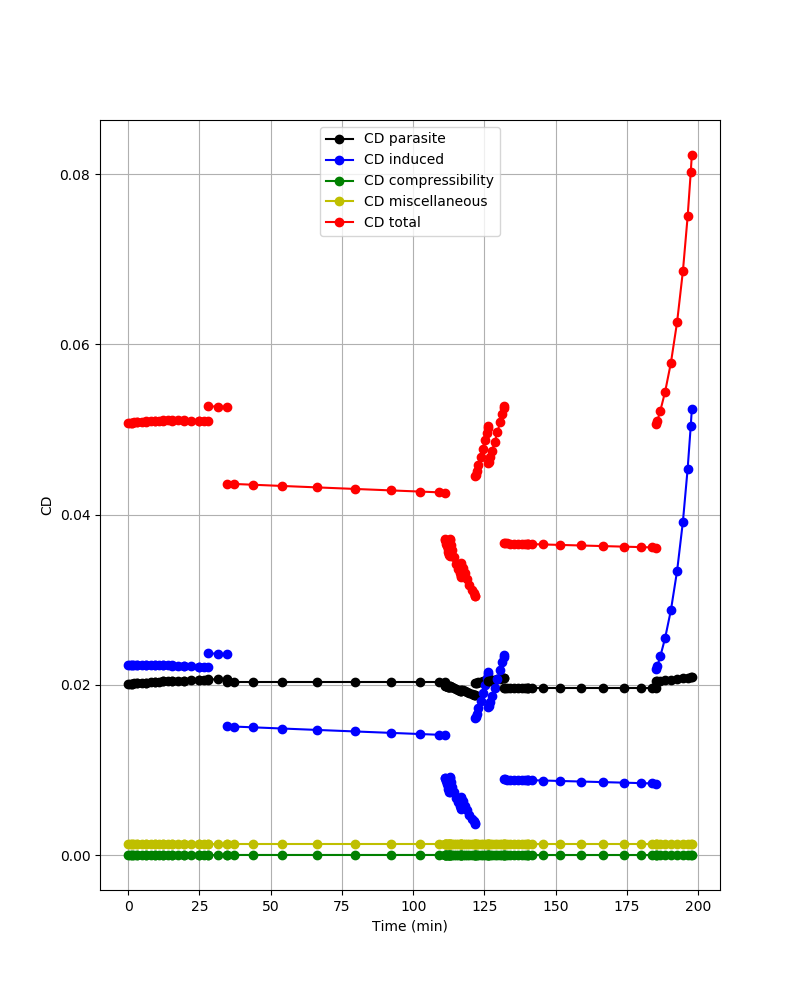 CD parasite
CD induced
CD compressibility
CD miscellaneous
CD total
0.08
0.06
0.04
0.02
0.00
CD
0 25 50 75 100 125 150 175 200
Time (min)